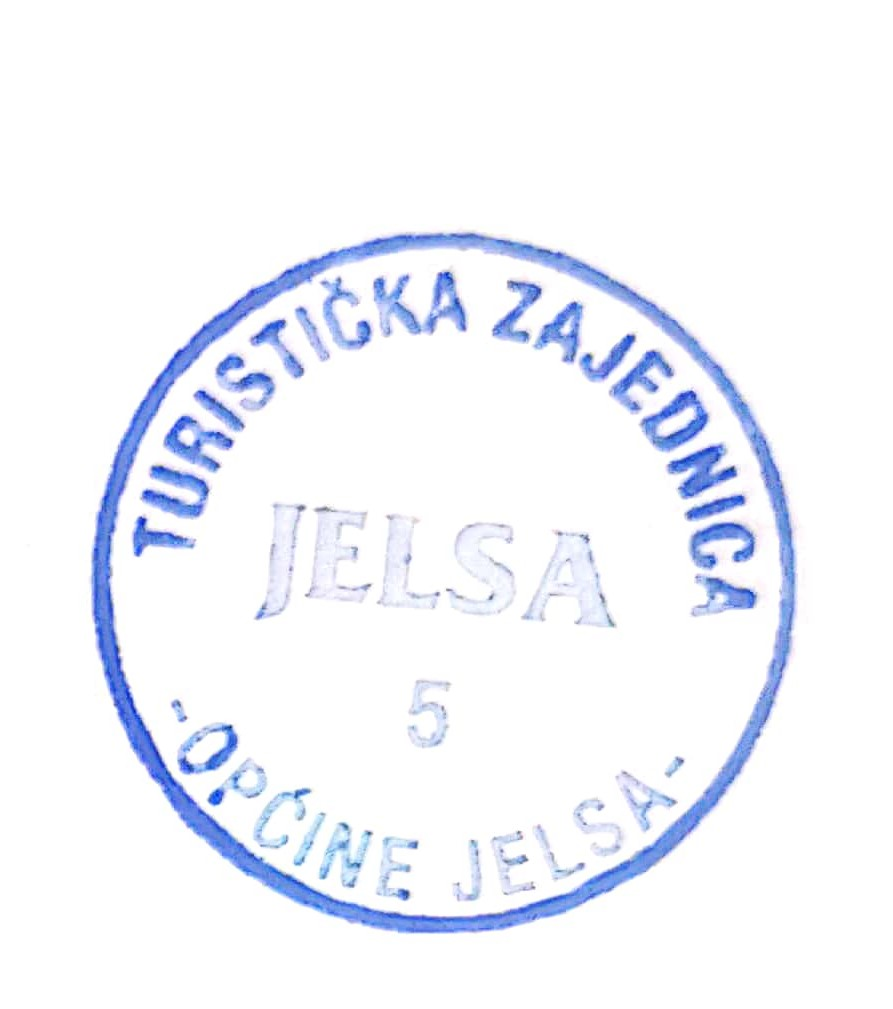 TURISTIČKA ZAJEDNICA
JELSA
5
-OPĆINE JELSA-